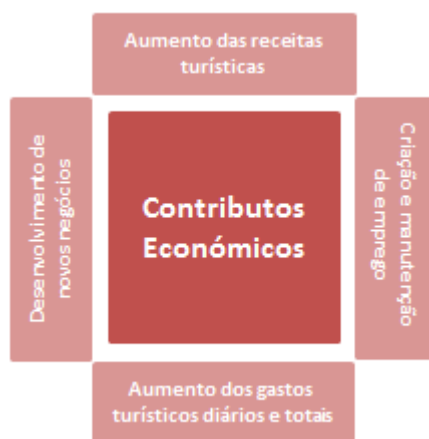 Aumento das receitas
turísticas
Desenvolvimento de
novos negócios
Contributos
Económicos
Criação e manutenção
de emprego
Aumento dos gastos
turísticos diários e totais